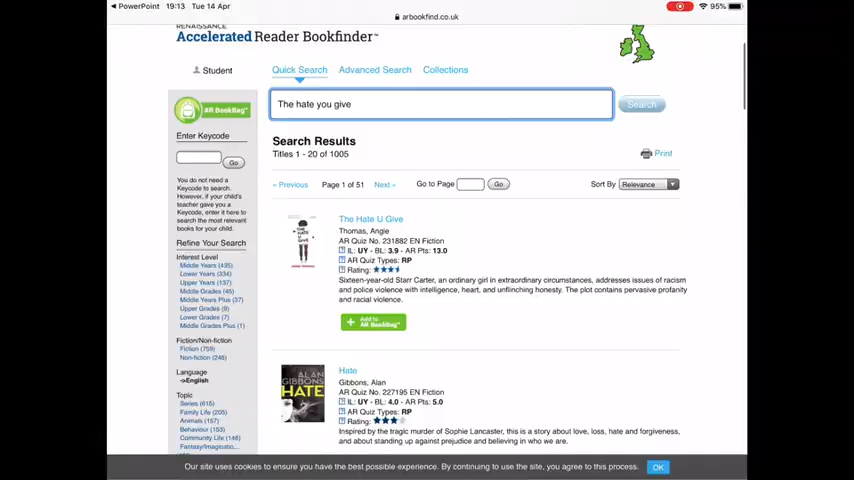 PowerPoint 19:13 Tue 14 Apr 95%
arbookfind.co.uk
RENAISSANCE
Accelerated Reader Bookfinder™
Student
Quick Search Advanced Search Collections
AR BookBag™
The hate you give
Search
Enter Keycode
Go
You do not need a
Keycode to search.
However, if your child's
teacher gave you a
Keycode, enter it here to
search the most relevant
books for your child.
Refine Your Search
Interest Level
Middle Years (435)
Lower Years (334)
Upper Years (137)
Middle Grades (45)
Middle Years Plus (37)
Upper Grades (9)
Lower Grades (7)
Middle Grades Plus (1)
Fiction/Non-fiction
Fiction (759)
Non-fiction (246)
Language
->English
Topic
Series (615)
Family Life (205)
Animals (157)
Behaviour (153)
Community Life (148)
Fantasy/Imaginatio...
Search Results
Titles 1 - 20 of 1005
Print
« Previous Page 1 of 51 Next » Go to Page Go Sort By Relevance
THE HATE U GIVE
The Hate U Give
Thomas, Angie
AR Quiz No. 231882 EN Fiction
IL: UY - BL: 3.9 - AR Pts: 13.0
AR Quiz Types: RP
Rating:
Sixteen-year-old Starr Carter, an ordinary girl in extraordinary circumstances, addresses issues of racism
and police violence with intelligence, heart, and unflinching honesty. The plot contains pervasive profanity
and racial violence.
+ Add to AR BookBag™
ALAN
GIBBONS
HATE
Hate
Gibbons, Alan
AR Quiz No. 227195 EN Fiction
IL: UY - BL: 4.0 - AR Pts: 5.0
AR Quiz Types: RP
Rating:
Inspired by the tragic murder of Sophie Lancaster, this is a story about love, loss, hate and forgiveness,
and about standing up against prejudice and believing in who we are.
Our site uses cookies to ensure you have the best possible experience. By continuing to use the site, you agree to this process. OK